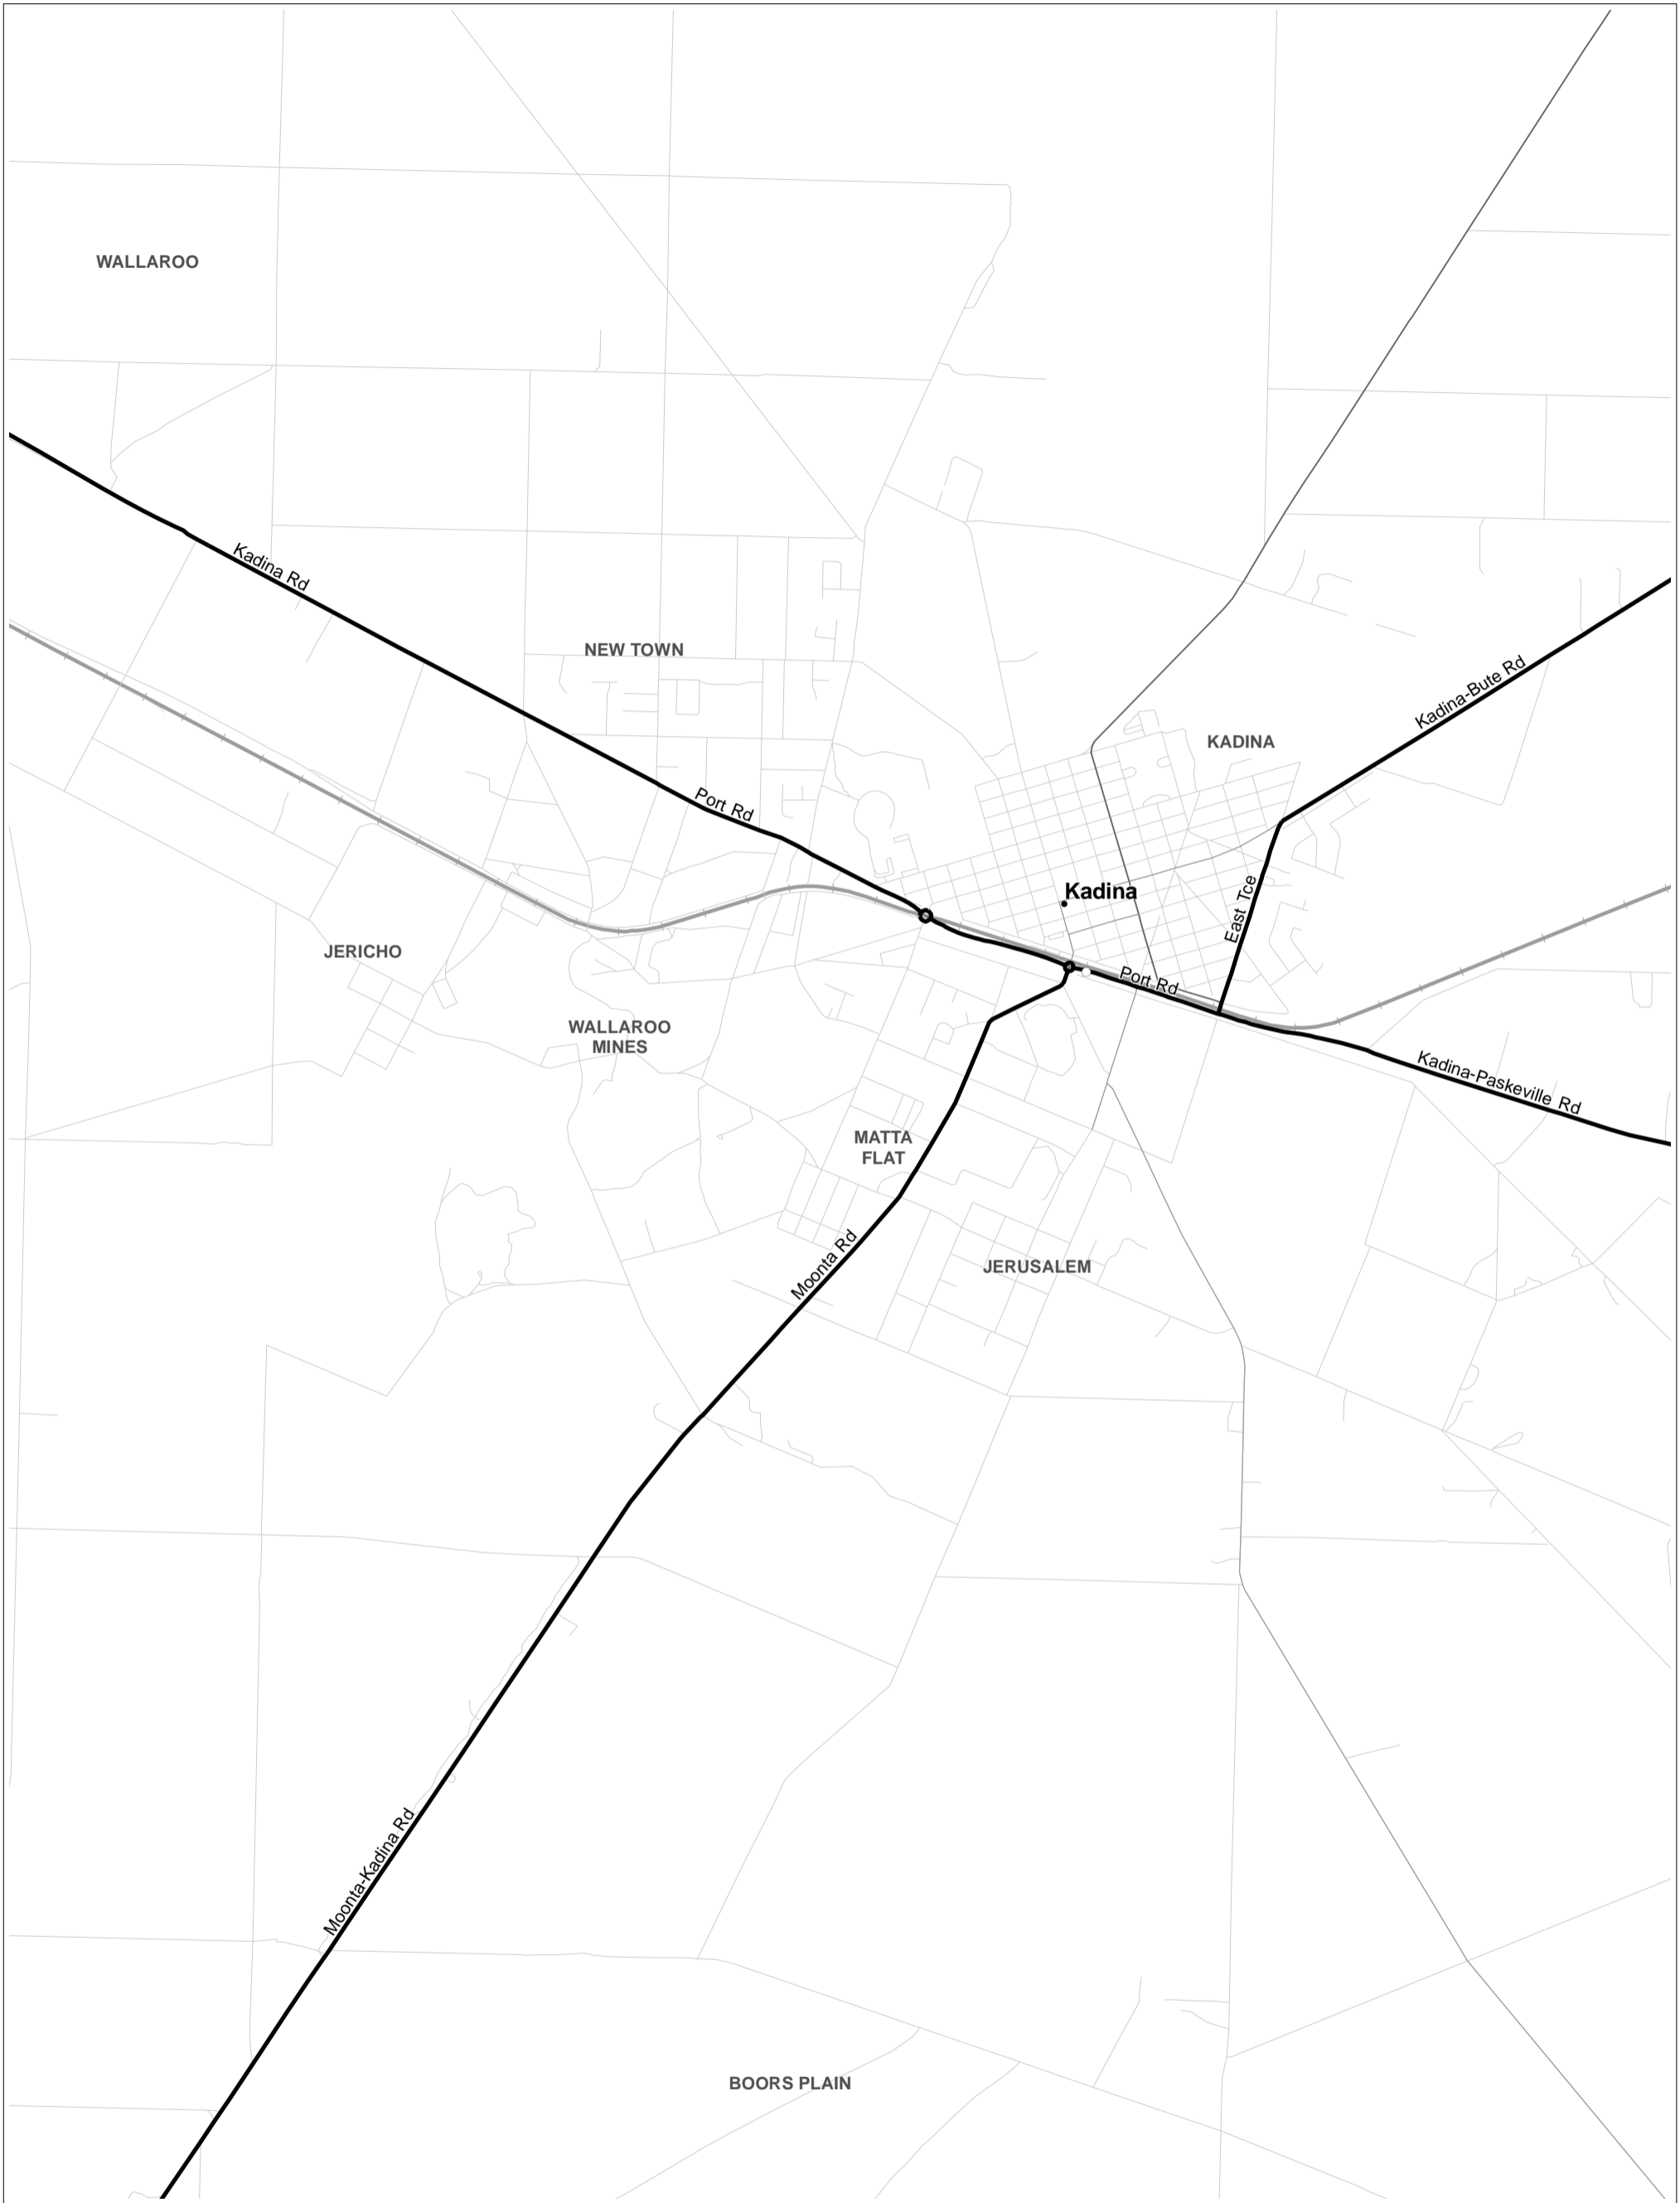 WALLAROO
Kadina Rd
NEW TOWN
Kadina-Bute Rd
KADINA
Port Rd
Kadina
East Tce
JERICHO
Port Rd
WALLAROO
MINES
Kadina-Paskeville Rd
MATTA
FLAT
Moonta Rd
JERUSALEM
Moonta-Kadina Rd
BOORS PLAIN